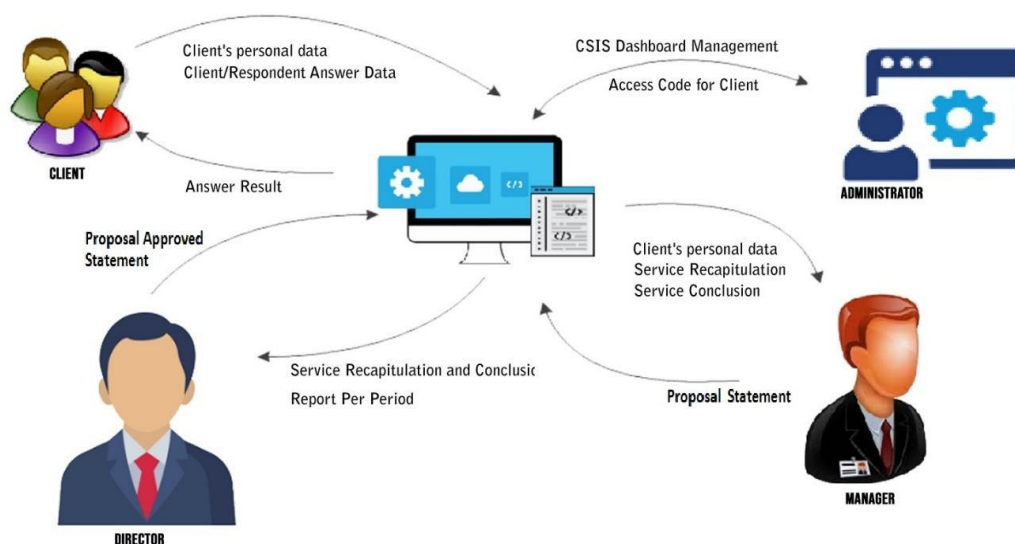 Client's personal data
Client/Respondent Answer Data
CSIS Dashboard Management
Access Code for Client
CLIENT
Answer Result
ADMINISTRATOR
Proposal Approved
Statement
Client's personal data
Service Recapitulation
Service Conclusion
Service Recapitulation and Conclusic
Report Per Period
Proposal Statement
MANAGER
DIRECTOR